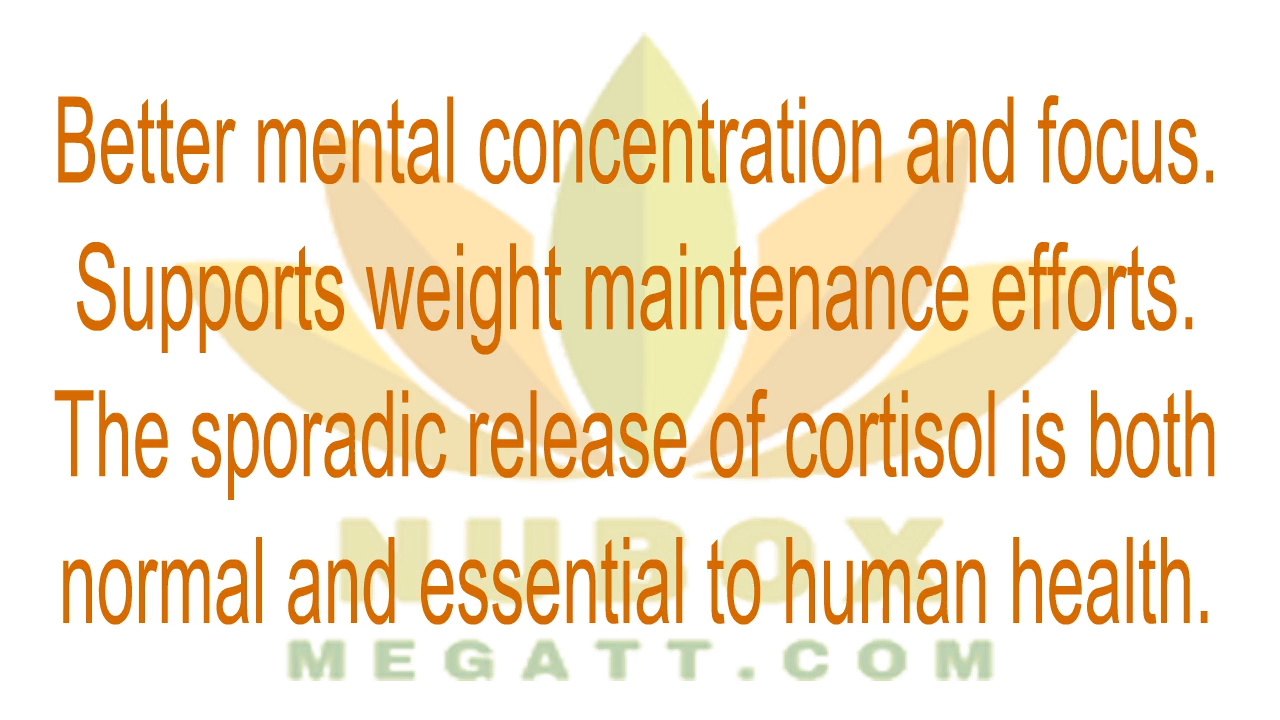 Better mental concentration and focus.
Supports weight maintenance efforts.
The sporadic release of cortisol is both
normal and essential to human health.
NUBOX
MEGATT.COM